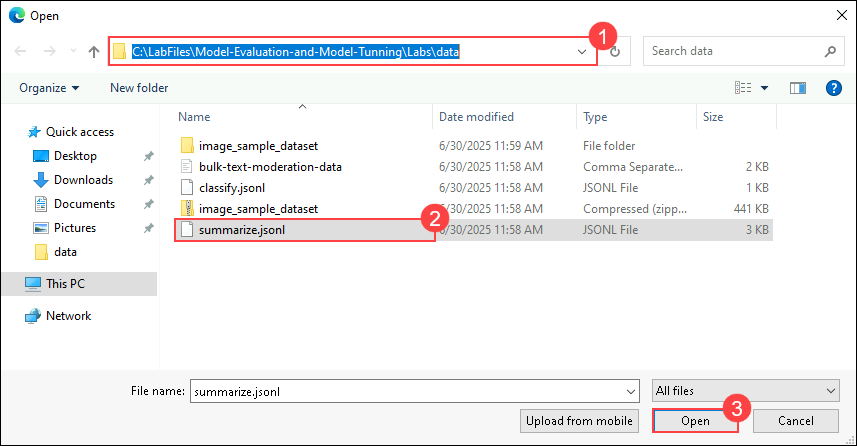 Open
C:\LabFiles\Model-Evaluation-and-Model-Tunning\Labs\data
1
Search data
Organize
New folder
?
Name
Date modified
Type
Size
Quick access
Desktop
Downloads
Documents
Pictures
data
This PC
Network
image_sample_dataset 6/30/2025 11:59 AM File folder
bulk-text-moderation-data 6/30/2025 11:58 AM Comma Separate... 2 KB
classify.jsonl 6/30/2025 11:58 AM JSONL File 1 KB
image_sample_dataset 6/30/2025 11:58 AM Compressed (zipp... 441 KB
summarize.jsonl 2 6/30/2025 11:58 AM JSONL File 3 KB
File name: summarize.jsonl All files
3
Upload from mobile Open Cancel